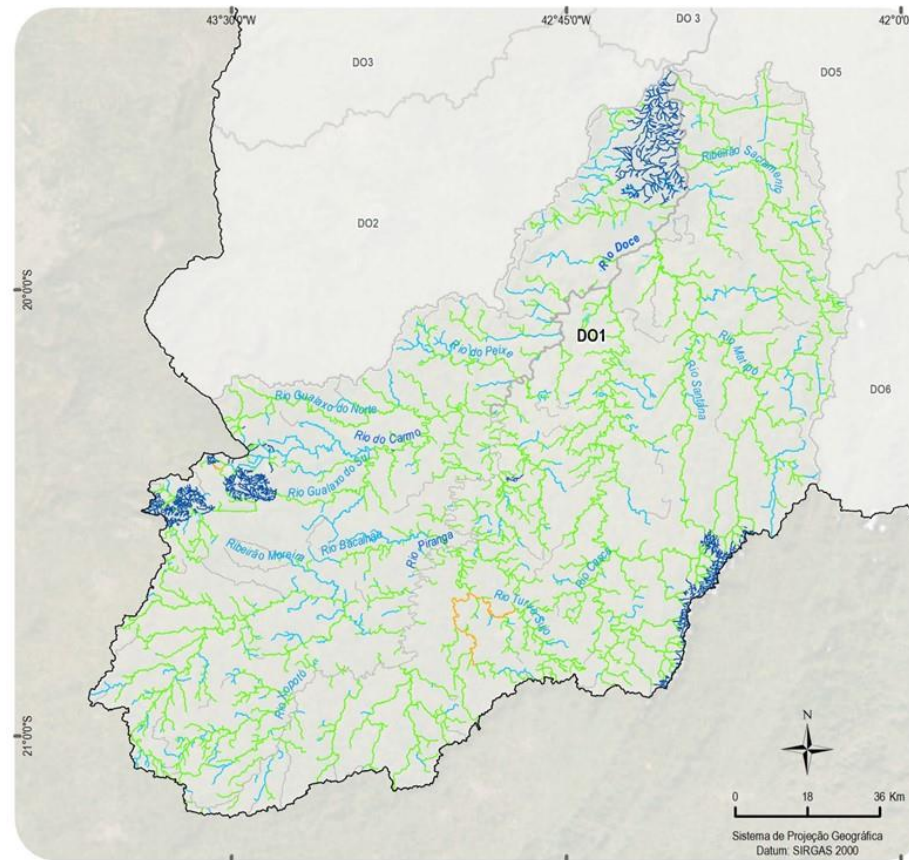 43°30'0"W
42°45'0"W
42°0'0
DO 3
DO3
DO5
Ribeirão Sacramento
DO2
Rio Doce
20°0'0"S
DO1
Rio do Peixe
Rio Matipó
Rio Santana
DO6
Rio Gualaxo do Norte
Rio do Carmo
Rio Gualaxo do Sul
Rio Piranga
Rio Bacalhau
Ribeirão Moreira
Rio Casca
Rio Turvo Sujo
Rio Xopotó
21°0'0"S
N
0 18 36 Km
Sistema de Projeção Geográfica
Datum: SIRGAS 2000